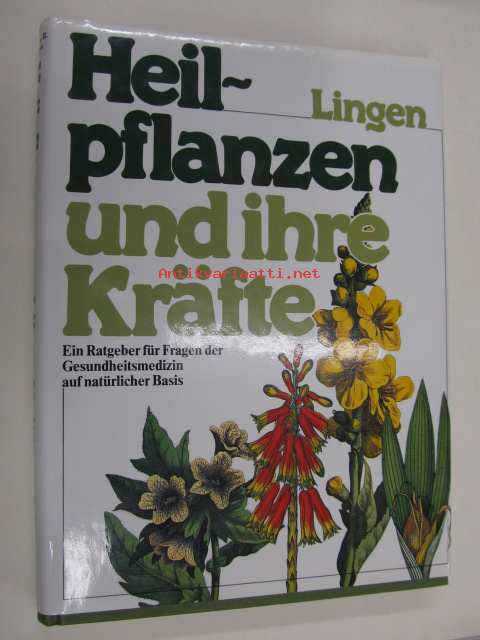 Heil-
Lingen
pflanzen
und ihre
Kräfte
Antikvariaatti.net
Ein Ratgeber für Fragen der
Gesundheitsmedizin
auf natürlicher Basis